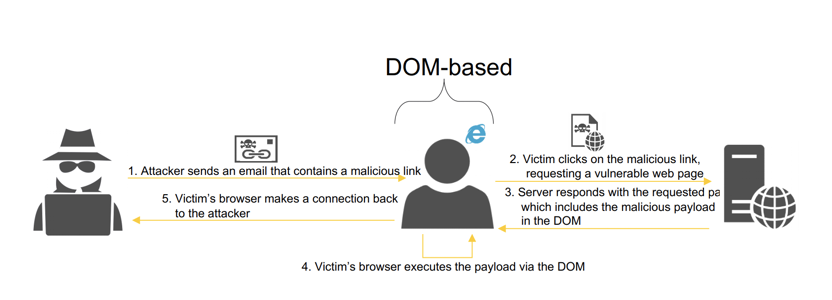 DOM-based
1. Attacker sends an email that contains a malicious link
2. Victim clicks on the malicious link,
requesting a vulnerable web page
3. Server responds with the requested
which includes the malicious payload
in the DOM
4. Victim's browser executes the payload via the DOM
5. Victim's browser makes a connection back
to the attacker